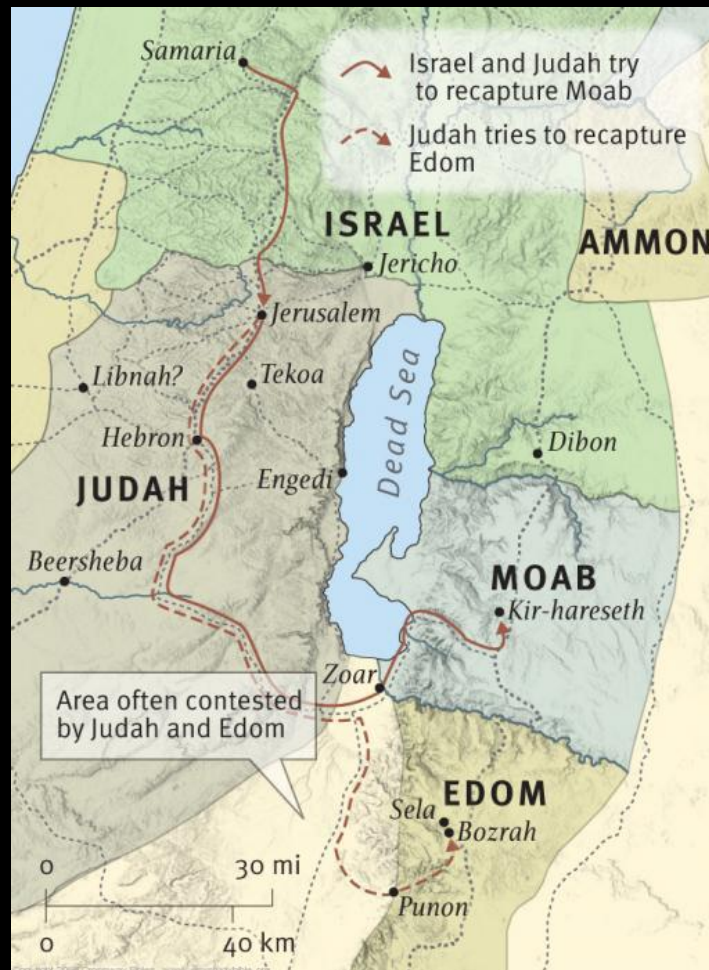 Samaria
Israel and Judah try
to recapture Moab
Judah tries to recapture
Edom
ISRAEL
AMMON
Jericho
Jerusalem
Libnah?
Tekoa
Dead Sea
Hebron
Dibon
JUDAH
Engedi
Beersheba
MOAB
Kir-hareseth
Zoar
Area often contested
by Judah and Edom
EDOM
Sela
Bozrah
0 30 mi
Punon
0 40 km